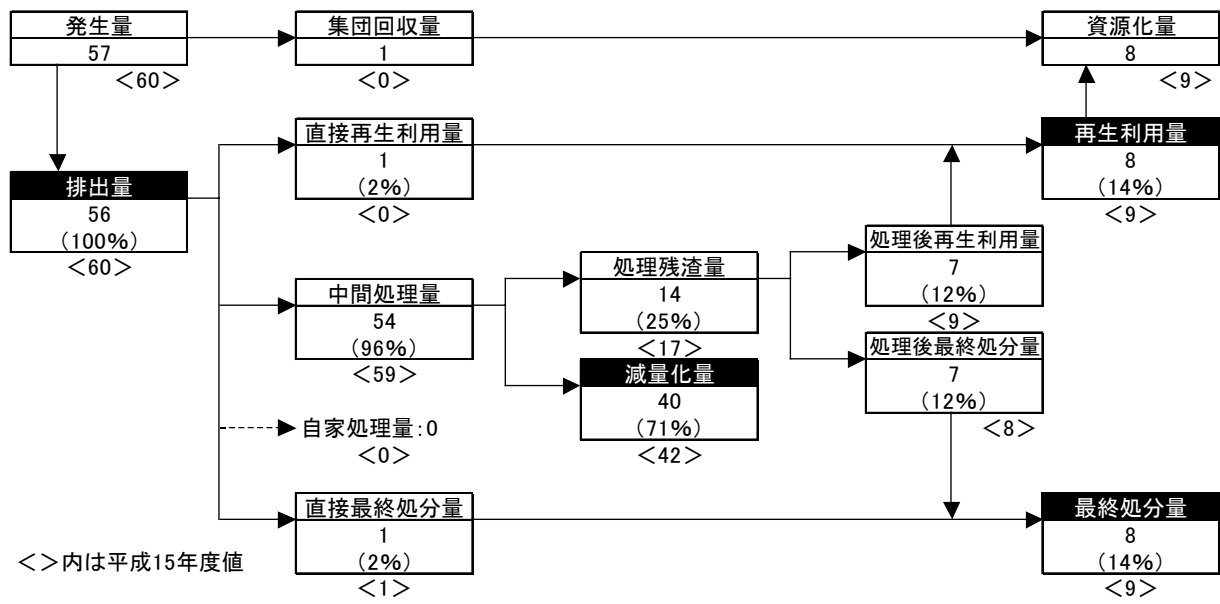 発生量
57
<60>
集団回収量
1
<0>
資源化量
8
<9>
排出量
56
(100%)
<60>
直接再生利用量
1
(2%)
<0>
再生利用量
8
(14%)
<9>
中間処理量
54
(96%)
<59>
処理残渣量
14
(25%)
<17>
処理後再生利用量
7
(12%)
<9>
減量化量
40
(71%)
<42>
処理後最終処分量
7
(12%)
<8>
自家処理量:0
<0>
直接最終処分量
1
(2%)
<1>
最終処分量
8
(14%)
<9>
<>内は平成15年度値